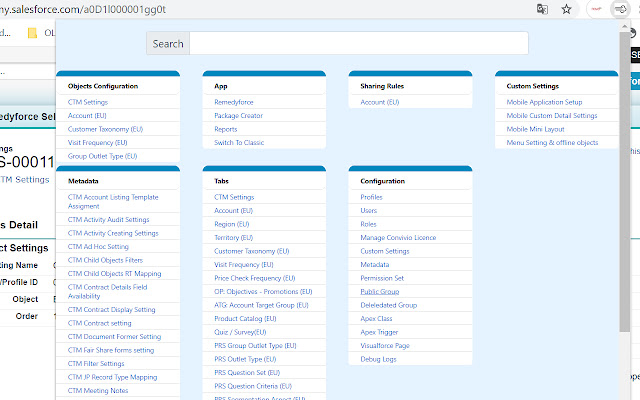 my.salesforce.com/a0D1l000001gg0t
d...
OL
Search
Objects Configuration
CTM Settings
Account (EU)
Customer Taxonomy (EU)
Visit Frequency (EU)
Group Outlet Type (EU)
App
Remedyforce
Package Creator
Reports
Switch To Classic
Sharing Rules
Account (EU)
Custom Settings
Mobile Application Setup
Mobile Custom Detail Settings
Mobile Mini Layout
Menu Setting & offline objects
Metadata
CTM Account Listing Template
Assigment
CTM Activity Audit Settings
CTM Activity Creating Settings
CTM Ad Hoc Setting
CTM Child Objects Filters
CTM Child Objects RT Mapping
CTM Contract Details Field
Availability
CTM Contract Display Setting
CTM Contract setting
CTM Document Former Setting
CTM Fair Share forms setting
CTM Filter Settings
CTM JP Record Type Mapping
CTM Meeting Notes
Tabs
CTM Settings
Account (EU)
Region (EU)
Territory (EU)
Customer Taxonomy (EU)
Visit Frequency (EU)
Price Check Frequency (EU)
OP: Objectives - Promotions (EU)
ATG: Account Target Group (EU)
Product Catalog (EU)
Quiz / Survey(EU)
PRS Group Outlet Type (EU)
PRS Outlet Type (EU)
PRS Question Set (EU)
PRS Question Criteria (EU)
PRS Segmentation Aspect (EU)
Configuration
Profiles
Users
Roles
Manage Convivio Licence
Custom Settings
Metadata
Permission Set
Public Group
Deleledated Group
Apex Class
Apex Trigger
Visualforce Page
Debug Logs
medyforce Sel
ttings
S-00011
TM Settings
s Detail
ct Settings
ting Name
/Profile ID
Object
Order